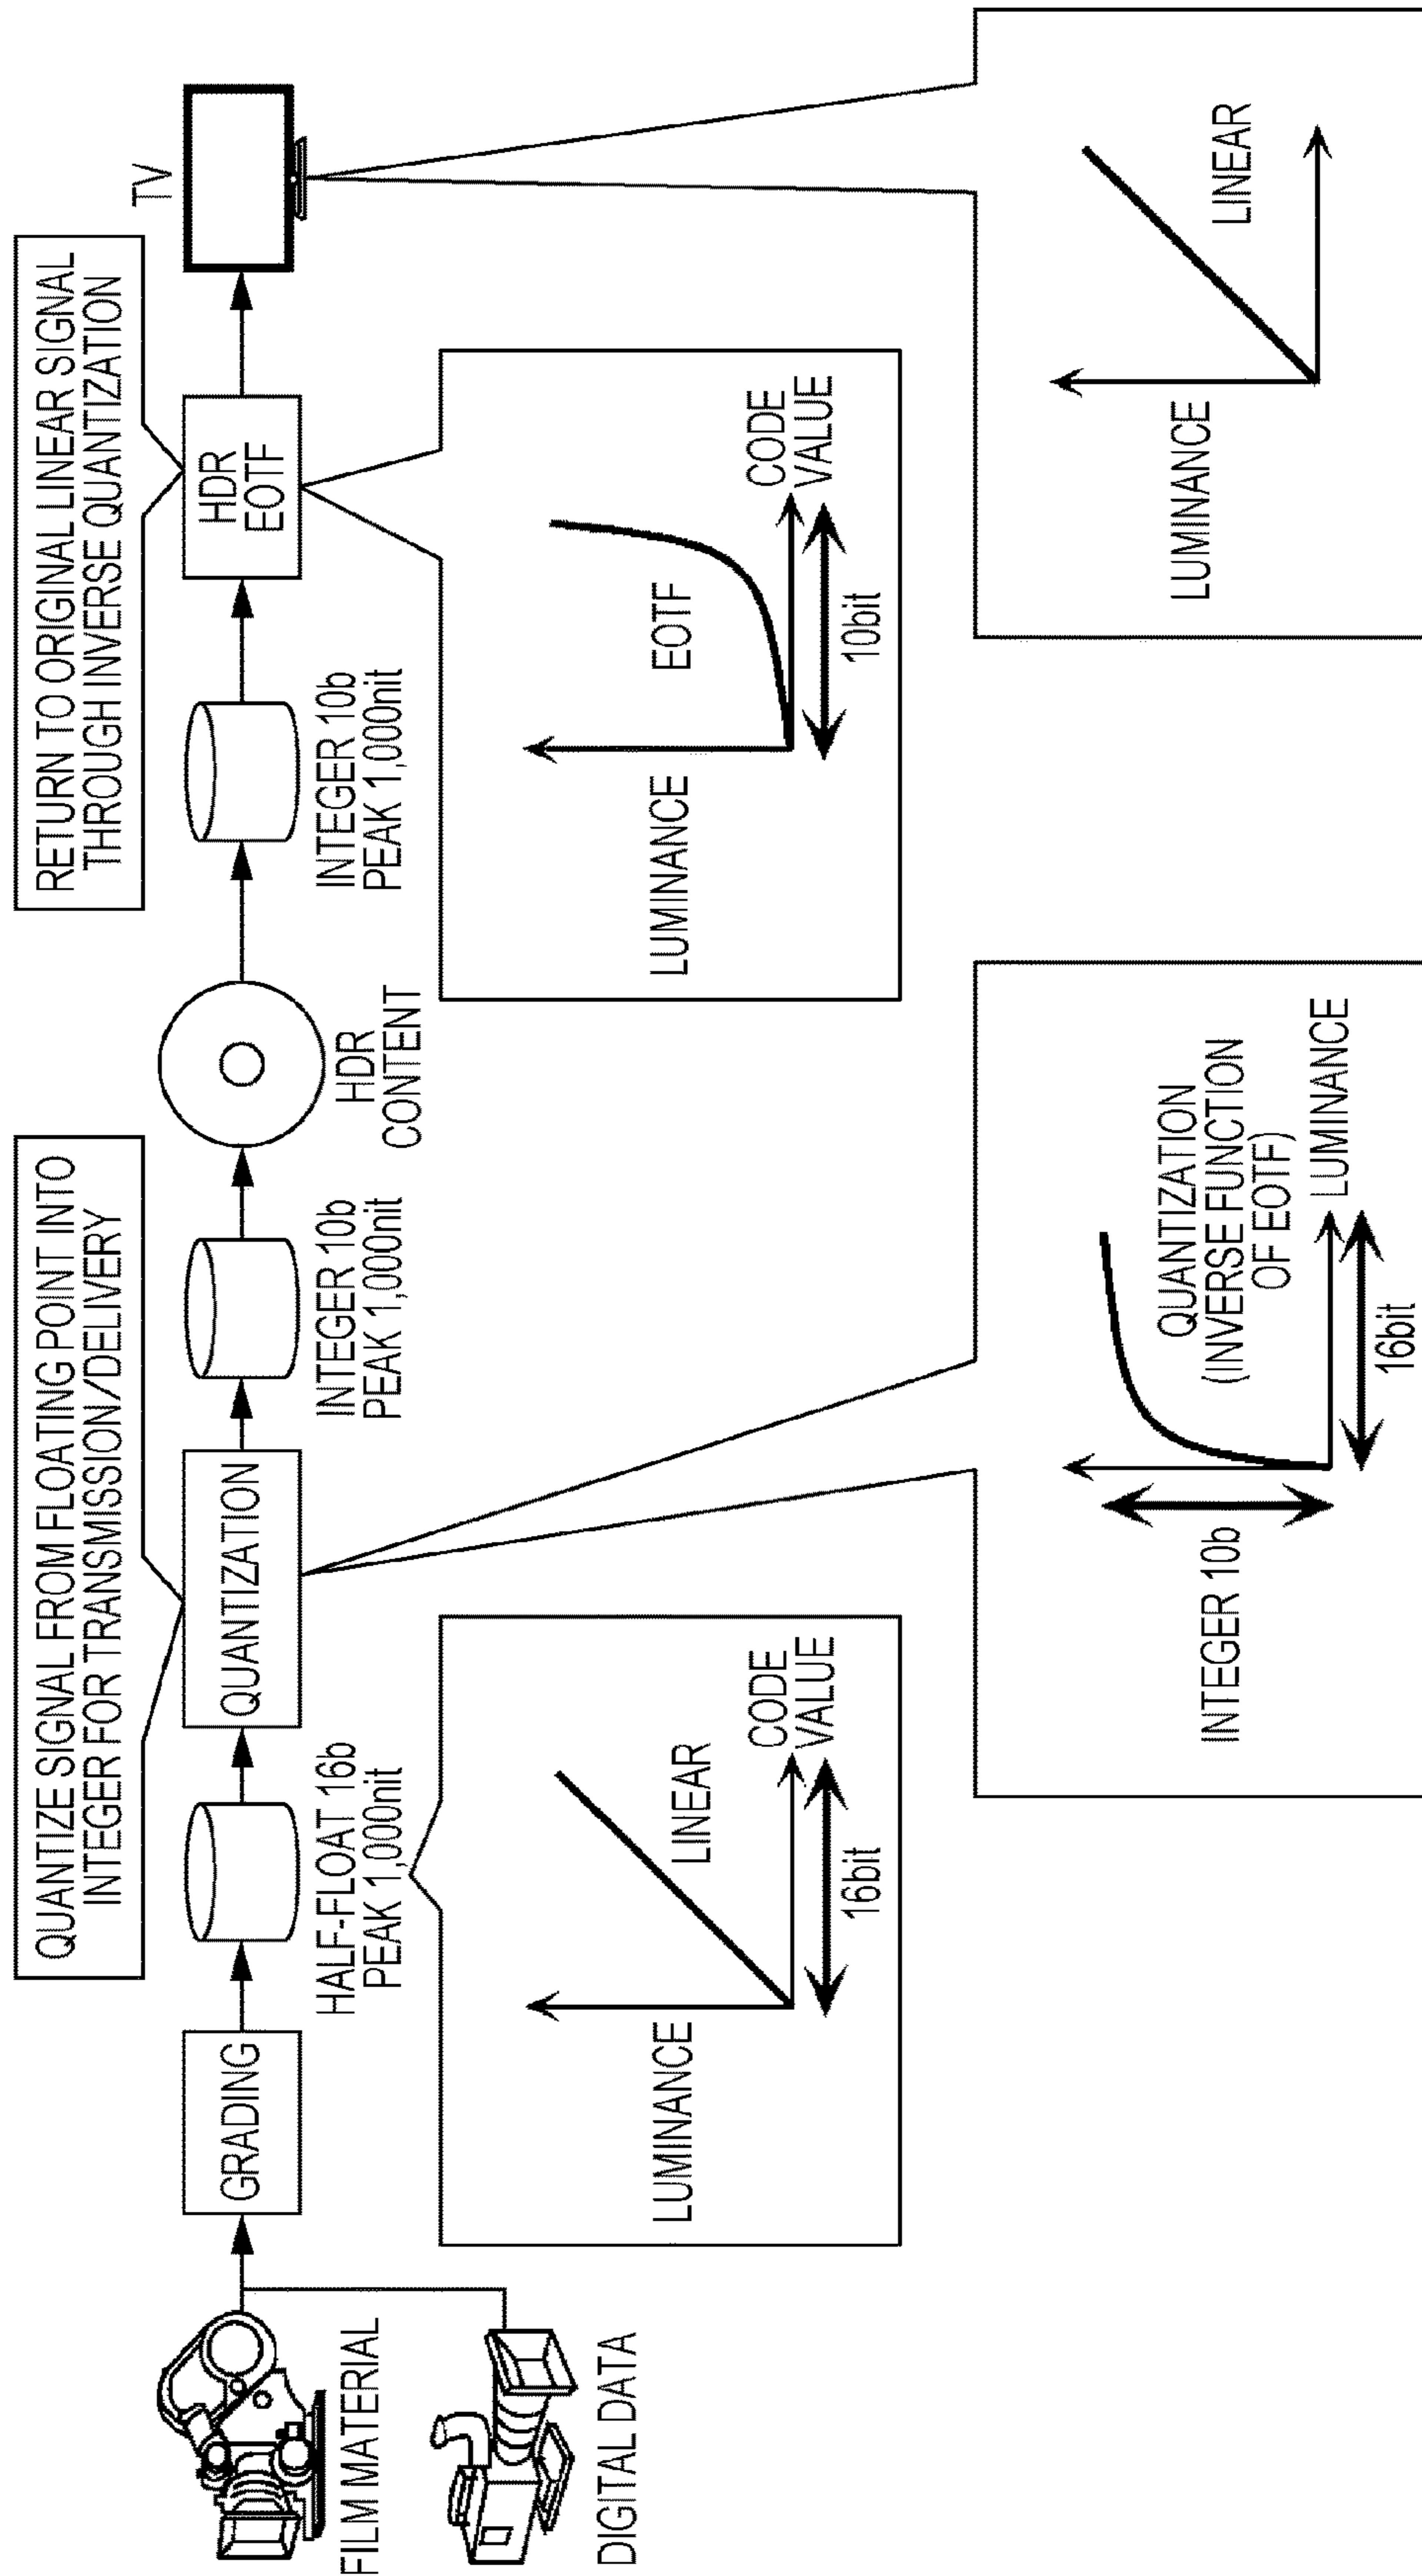 QUANTIZE SIGNAL FROM FLOATING POINT INTO
INTEGER FOR TRANSMISSION/DELIVERY
RETURN TO ORIGINAL LINEAR SIGNAL
THROUGH INVERSE QUANTIZATION
FILM MATERIAL
DIGITAL DATA
GRADING
HALF-FLOAT 16b
PEAK 1,000nit
QUANTIZATION
INTEGER 10b
PEAK 1,000nit
HDR
CONTENT
INTEGER 10b
PEAK 1,000nit
HDR
EOTF
TV
LUMINANCE
LINEAR
CODE
VALUE
16bit
LUMINANCE
EOTF
CODE
VALUE
10bit
INTEGER 10b
QUANTIZATION
(INVERSE FUNCTION
OF EOTF)
LUMINANCE
16bit
LUMINANCE
LINEAR